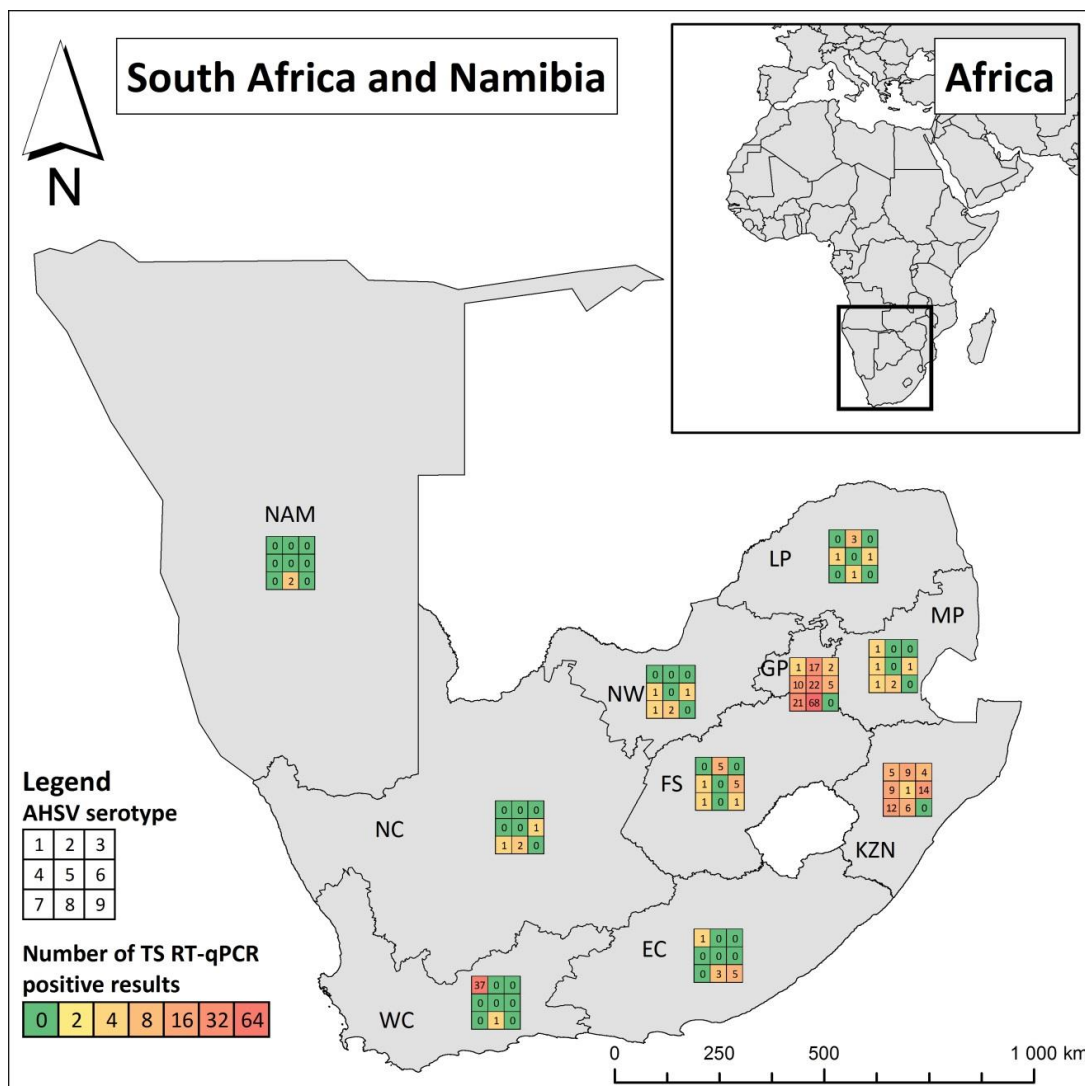 South Africa and Namibia
Africa
N
NAM
0 0 0
0 0 0
0 2 0
LP
0 3 0
1 0 1
0 1 0
MP
1 0 0
1 0 1
1 2 0
GP
1 17 2
10 22 5
21 68 0
NW
0 0 0
1 0 1
1 2 0
FS
0 5 0
1 0 5
1 0 1
KZN
5 9 4
9 1 14
12 6 0
NC
0 0 0
0 0 1
1 2 0
EC
1 0 0
0 0 0
0 3 5
WC
37 0 0
0 0 0
0 1 0
Legend
AHSV serotype
1 2 3
4 5 6
7 8 9
Number of TS RT-qPCR
positive results
0 2 4 8 16 32 64
0 250 500 1 000 km